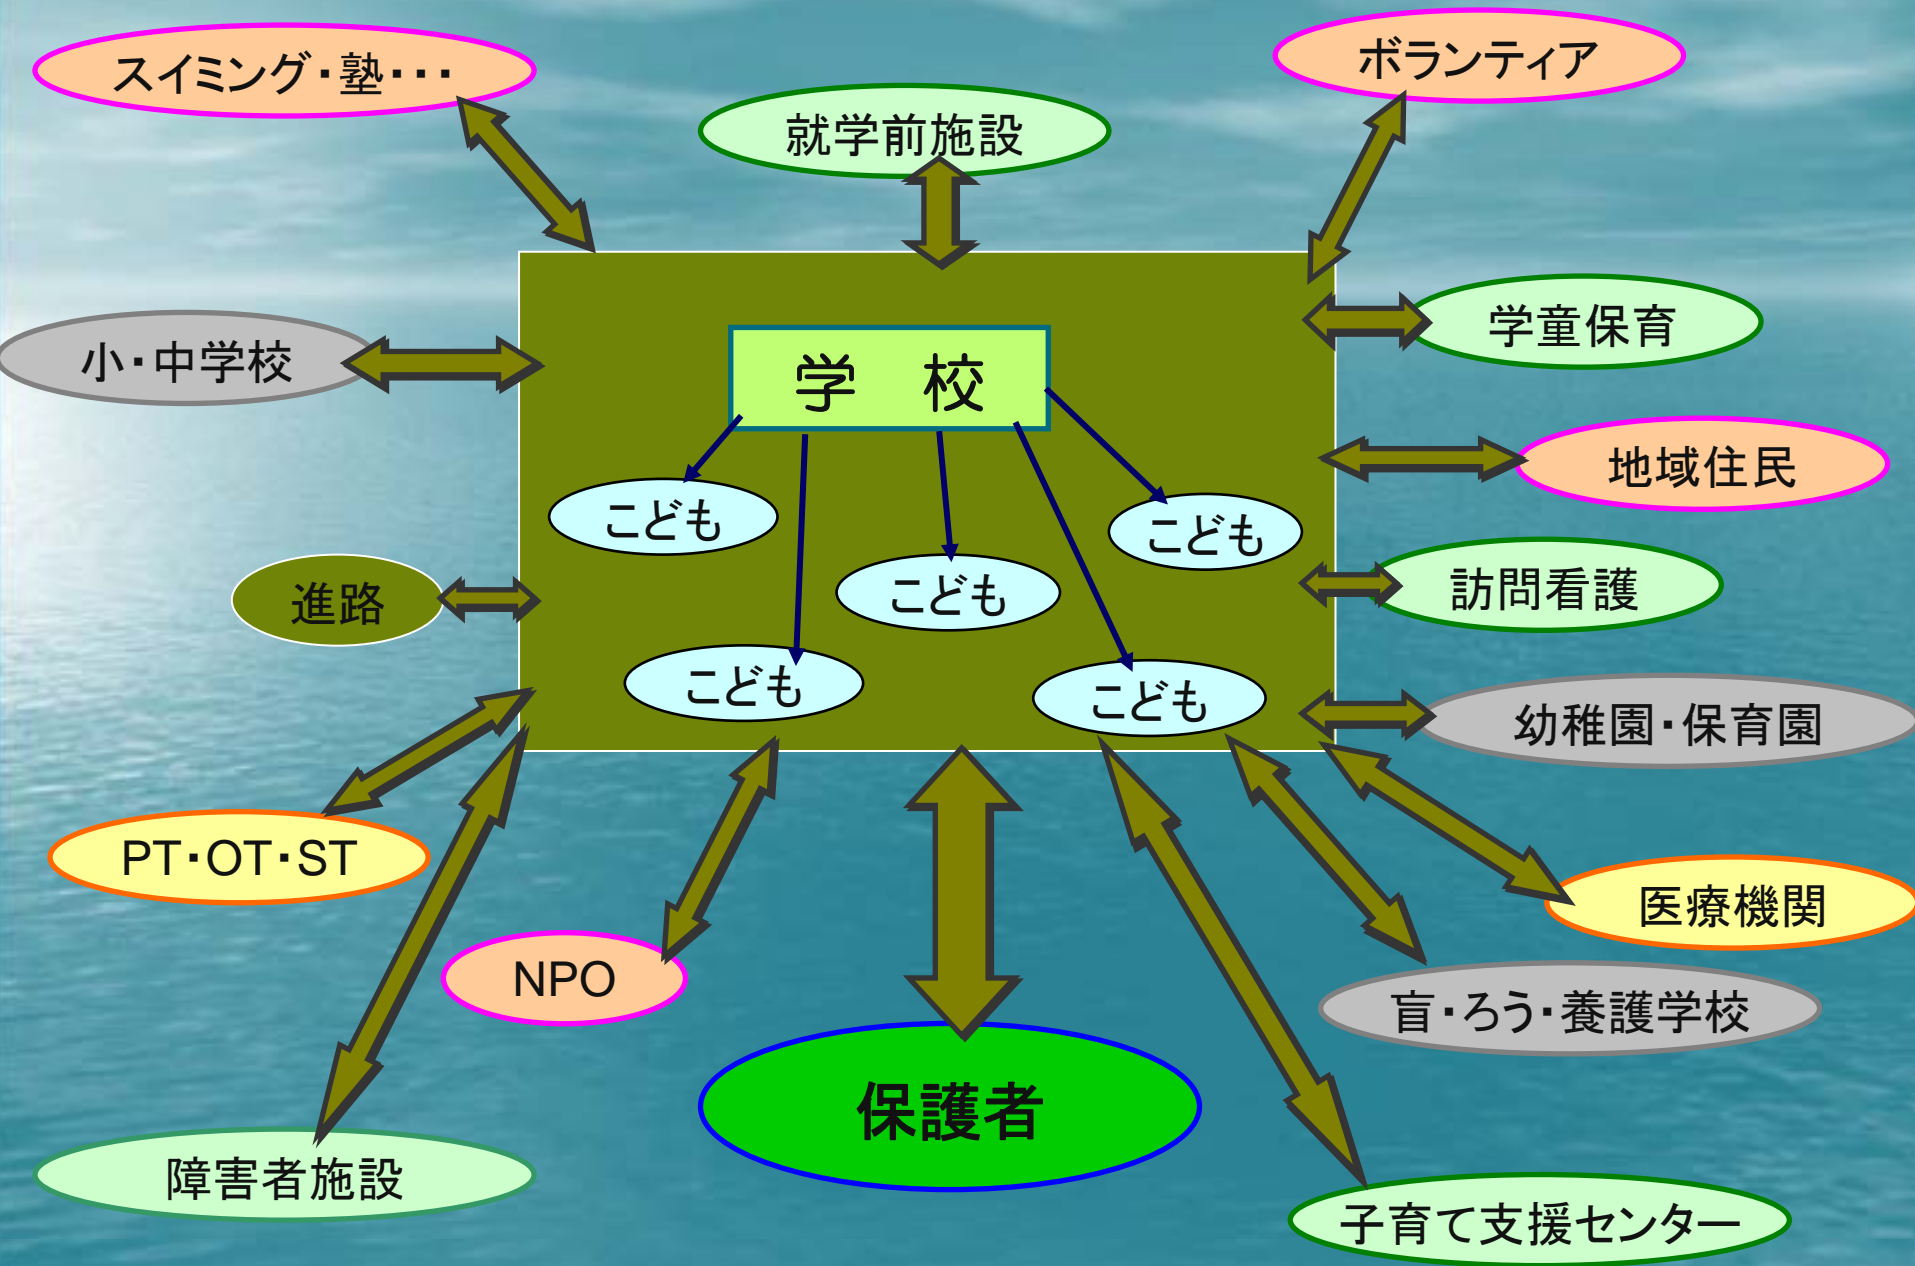 スイミング・塾・・・
ボランティア
就学前施設
学童保育
小・中学校
学　校
地域住民
こども
こども
こども
進路
訪問看護
こども
こども
幼稚園・保育園
PT・OT・ST
医療機関
NPO
盲・ろう・養護学校
保護者
障害者施設
子育て支援センター